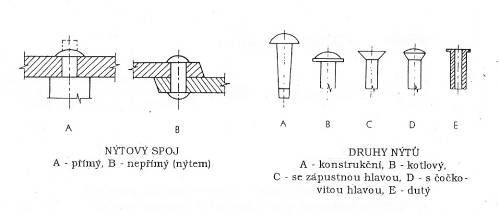 A B
NÝTOVÝ SPOJ
A - přímý, B - nepřímý (nýtem)
A B C D E
DRUHY NÝTŮ
A - konstrukční, B - kotlový,
C - se zápustnou hlavou, D - s čočko-
vitou hlavou, E - dutý